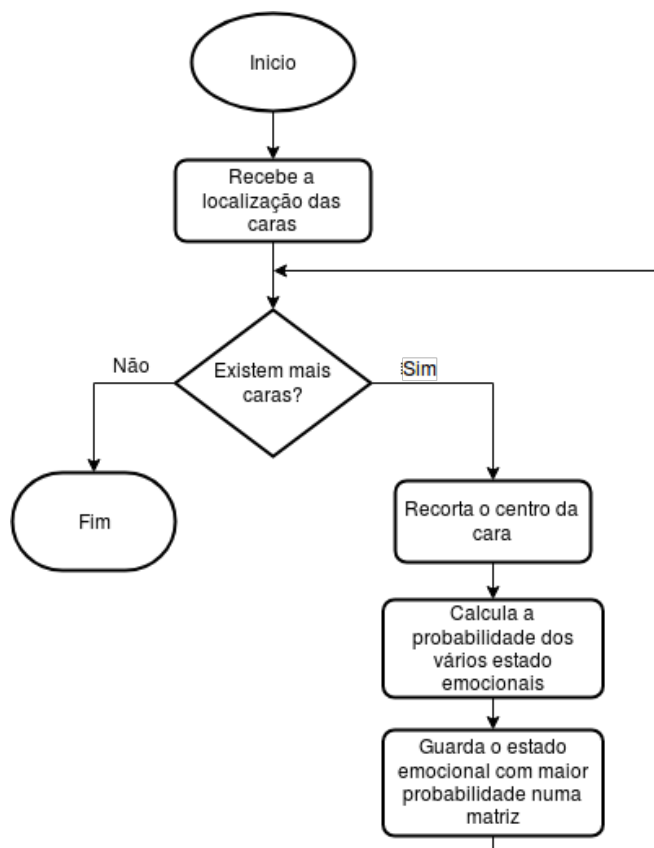 Inicio
Recebe a
localização das
caras
Não
Existem mais
caras?
Sim
Fim
Recorta o centro da
cara
Calcula a
probabilidade dos
vários estado
emocionais
Guarda o estado
emocional com maior
probabilidade numa
matriz